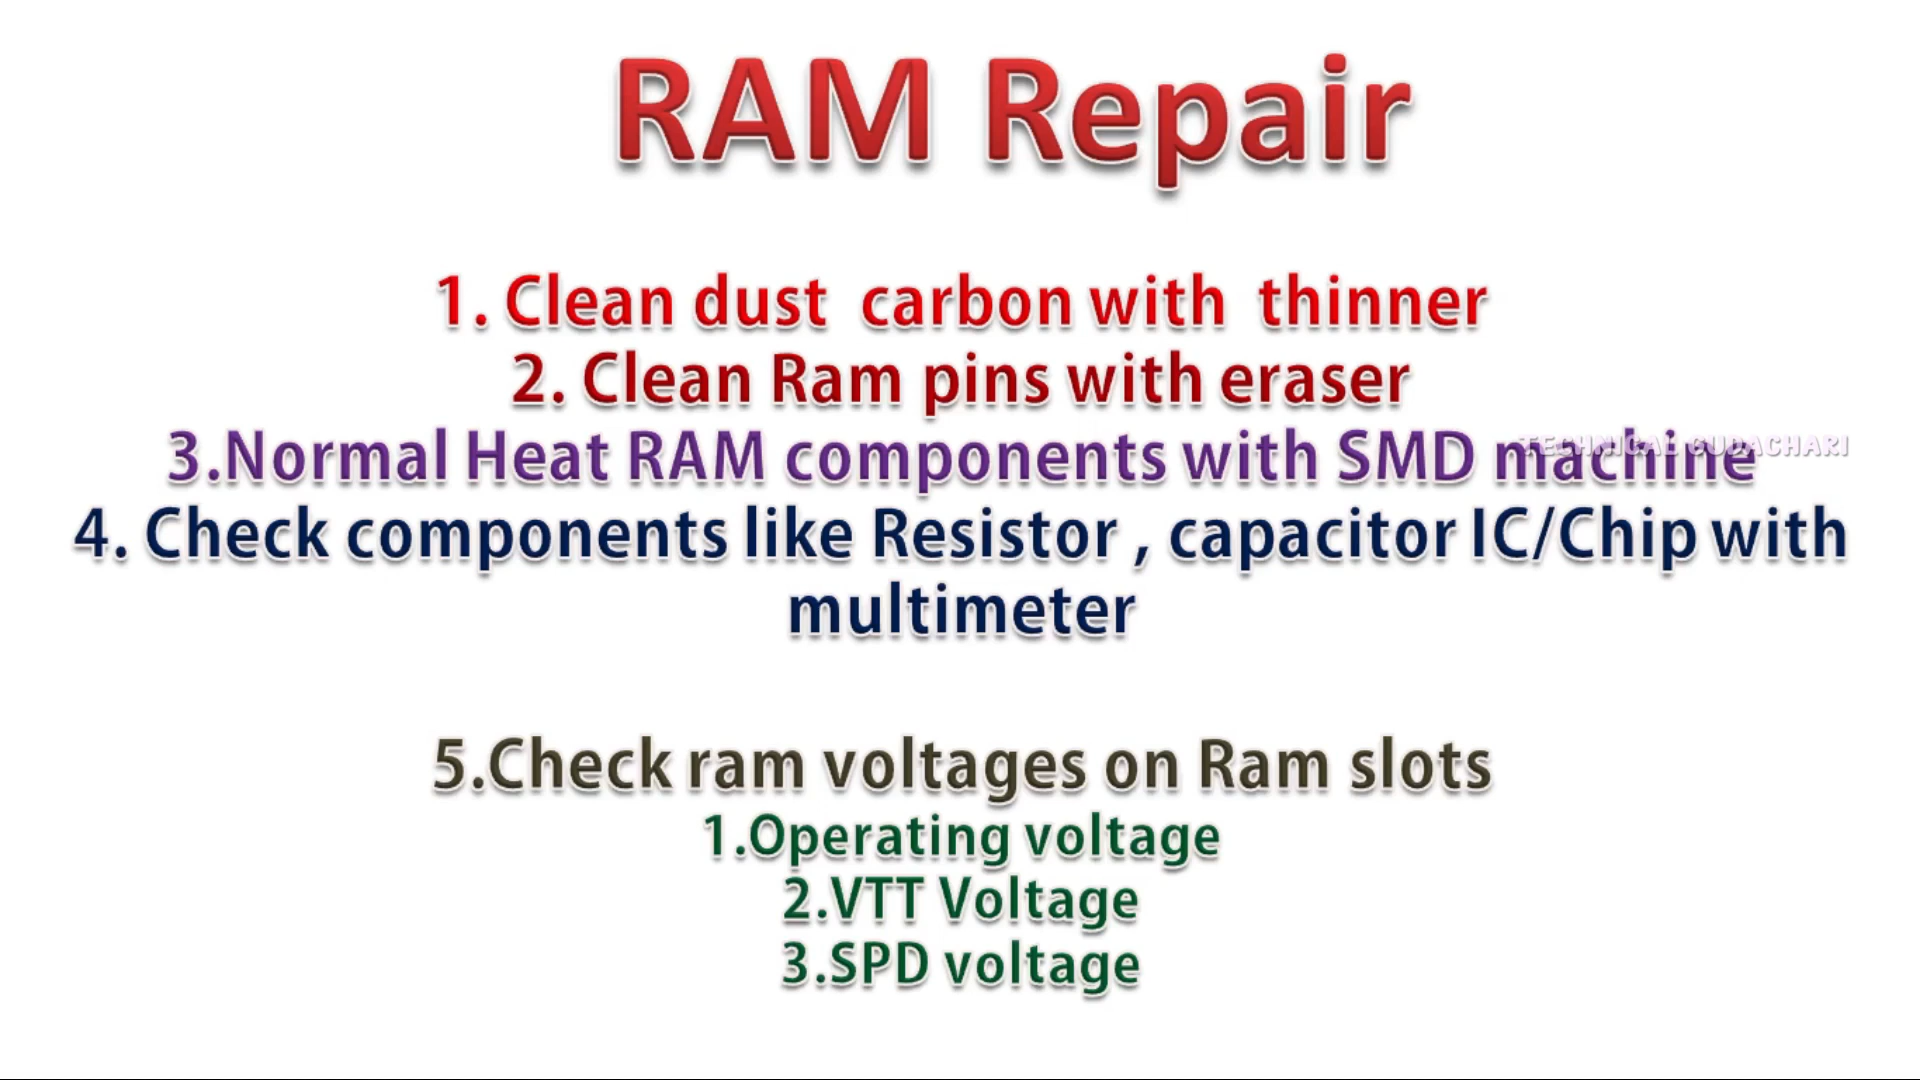 RAM Repair
1. Clean dust  carbon with  thinner
2. Clean Ram pins with eraser
3.Normal Heat RAM components with SMD machine
TECHNICAL GUDACHARI
4. Check components like Resistor , capacitor IC/Chip with
multimeter
5.Check ram voltages on Ram slots
1.Operating voltage
2.VTT Voltage
3.SPD voltage